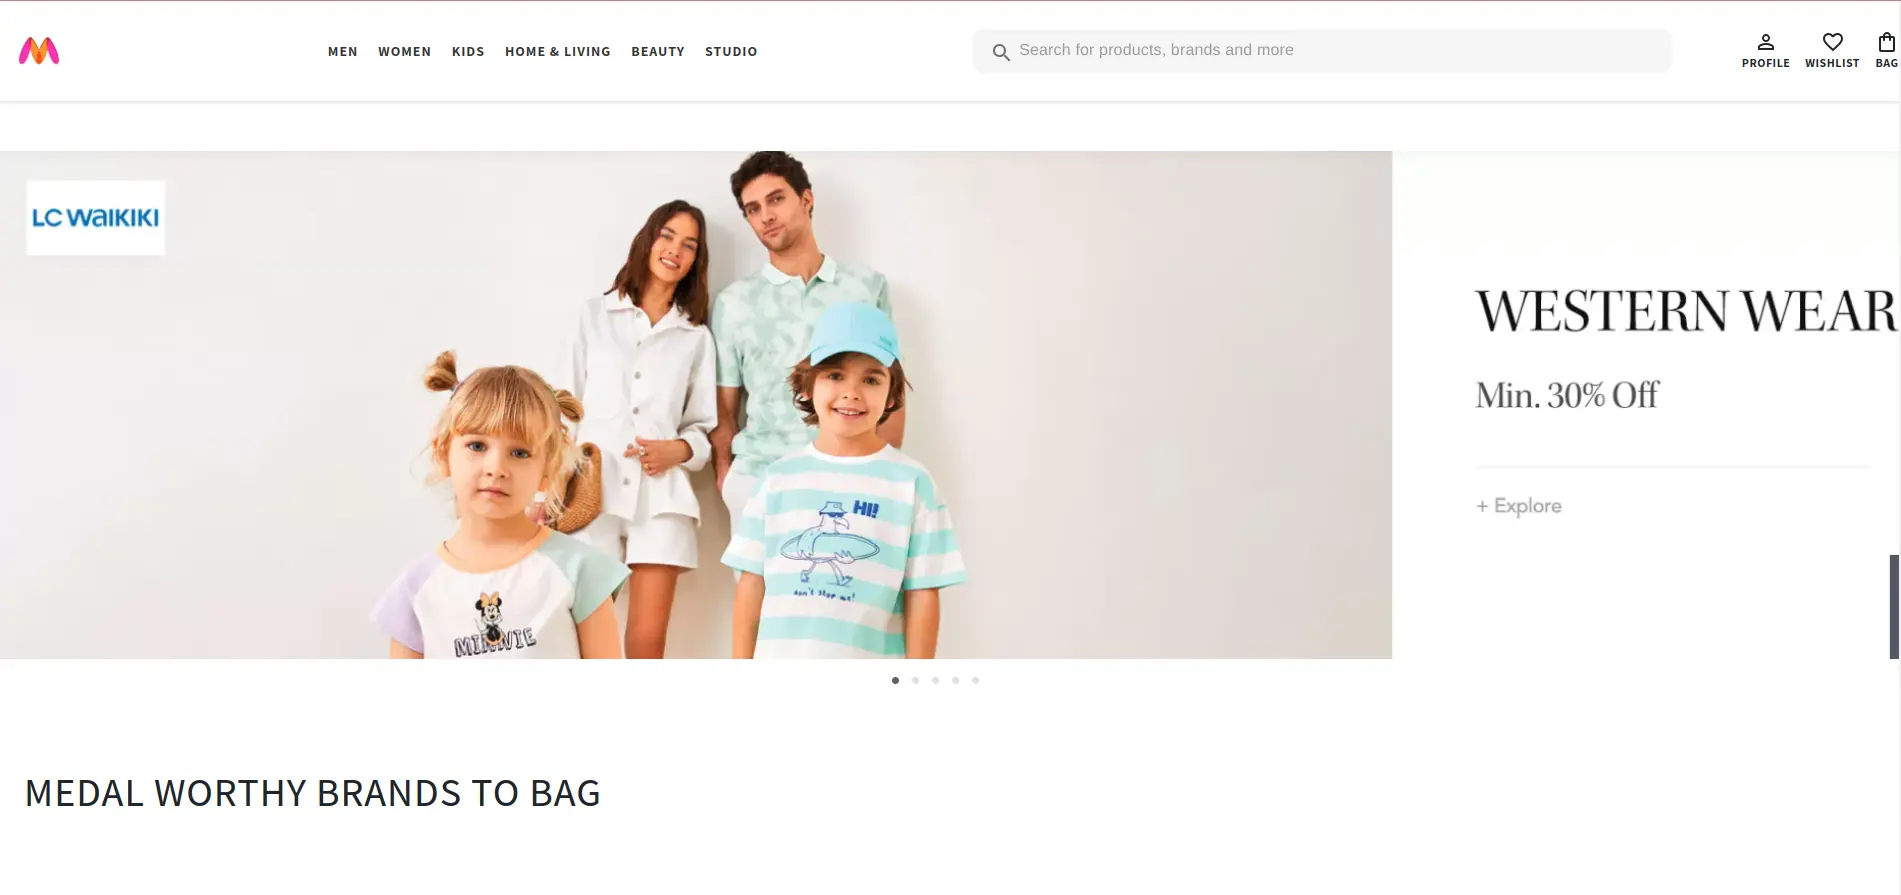 MEN WOMEN KIDS HOME & LIVING BEAUTY STUDIO
Search for products, brands and more
PROFILE WISHLIST BAG
LC WAIKIKI
WESTERN WEAR
Min. 30% Off
+ Explore
HI!
don't stop me!
MINNIE
MEDAL WORTHY BRANDS TO BAG